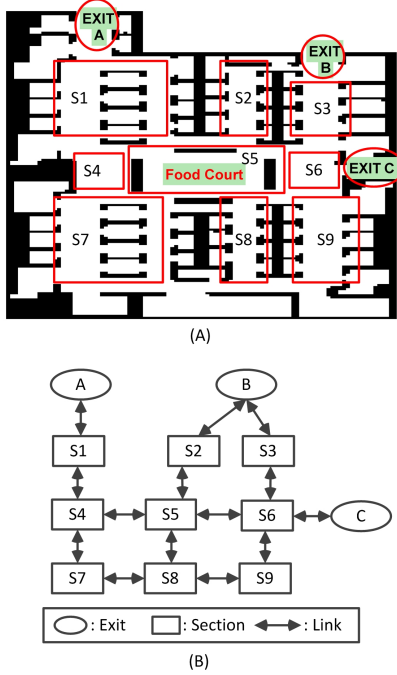 EXIT
A
EXIT
B
S1
S2
S3
S4
S5
S6
EXIT C
Food Court
S7
S8
S9
(A)
A
B
S1
S2
S3
S4
S5
S6
C
S7
S8
S9
: Exit
: Section
: Link
(B)